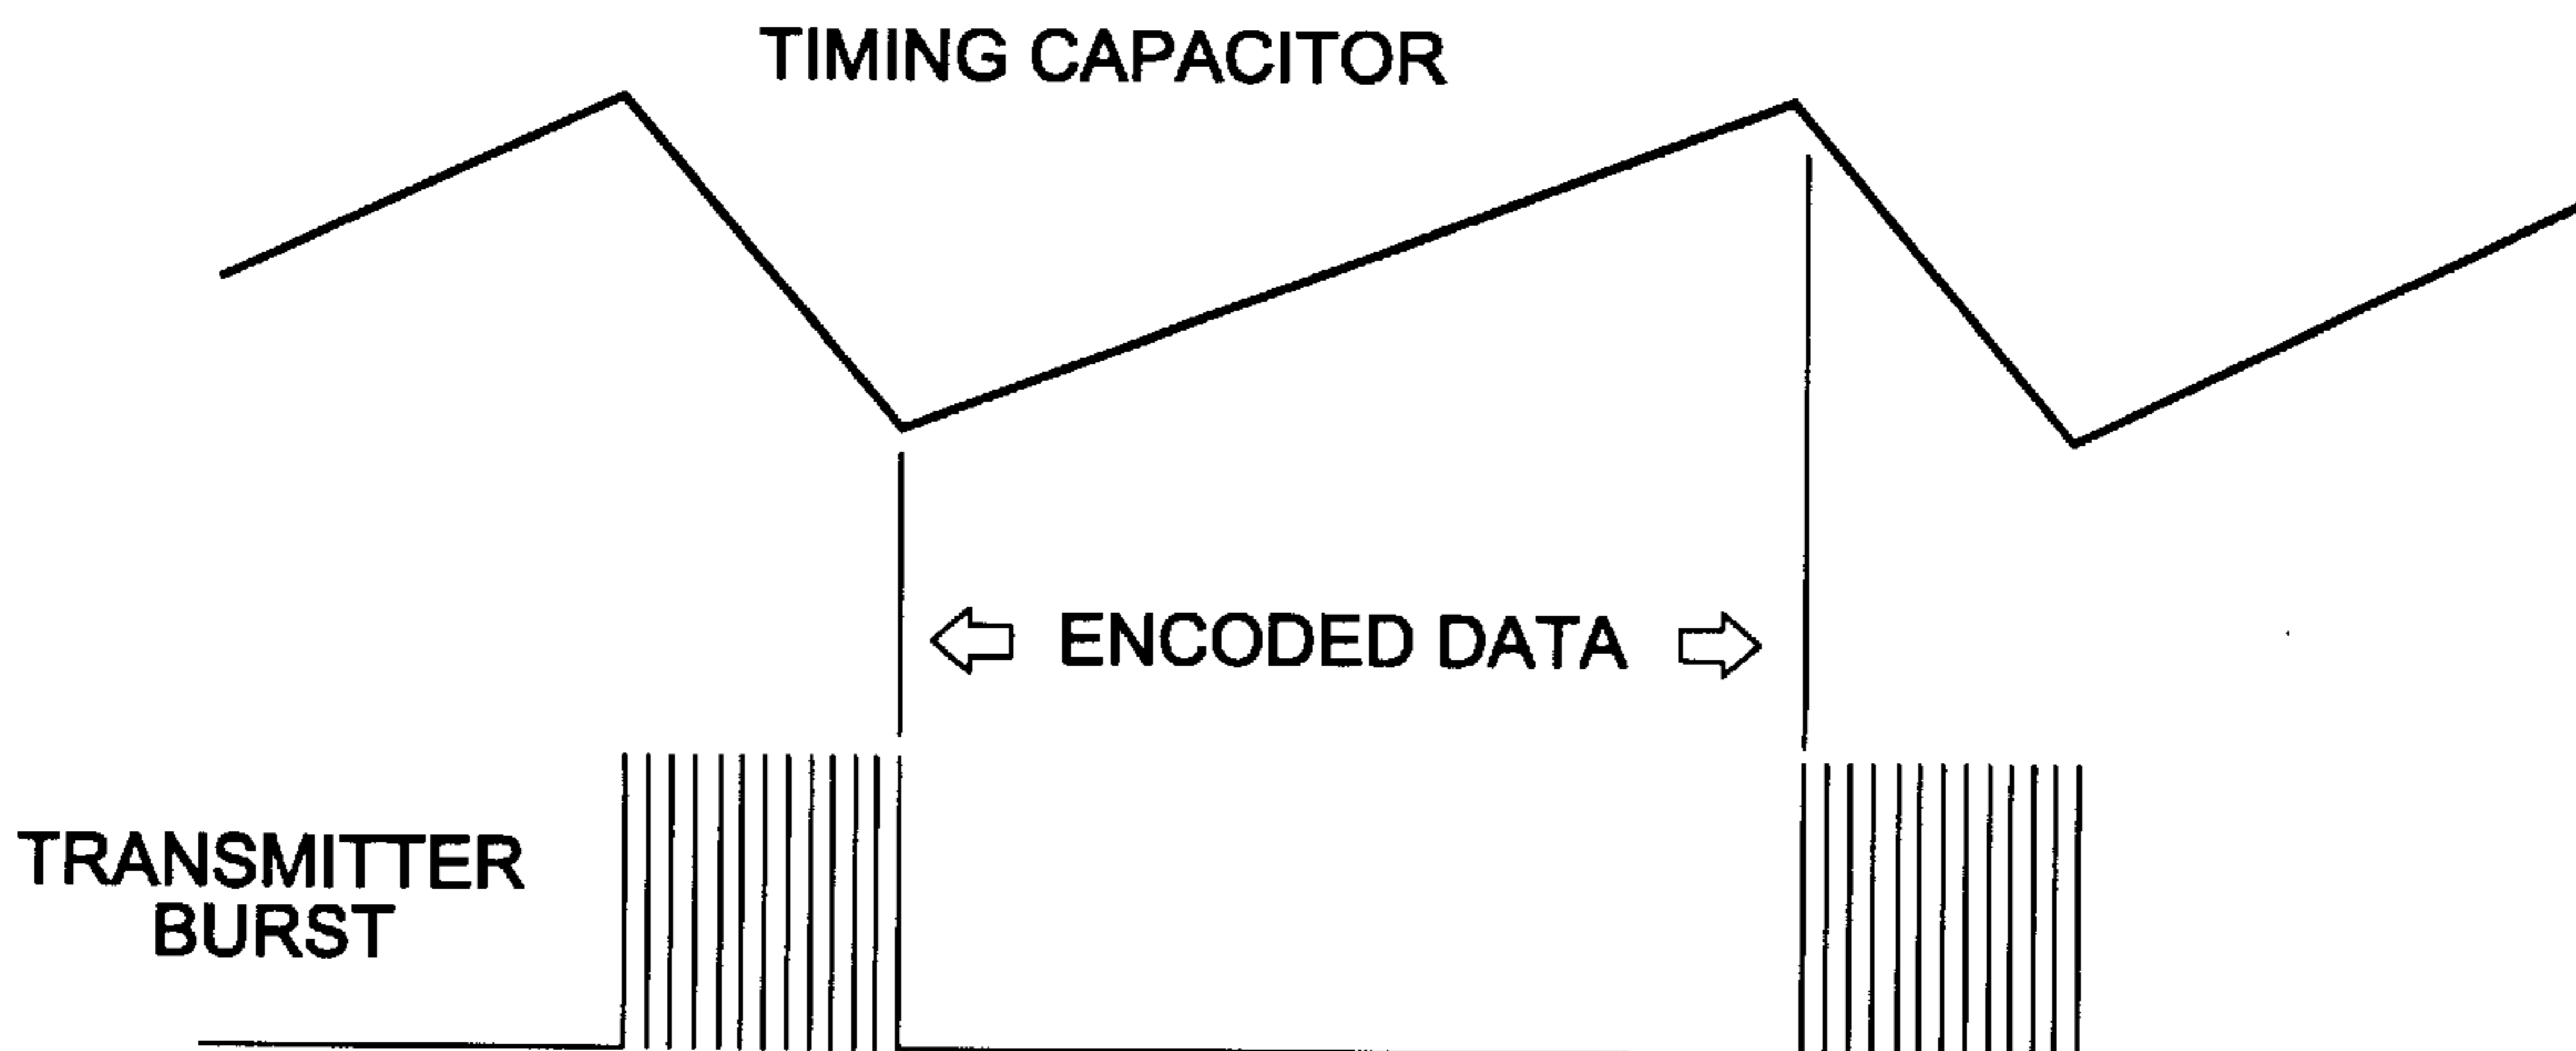 TIMING CAPACITOR
ENCODED DATA
TRANSMITTER
BURST